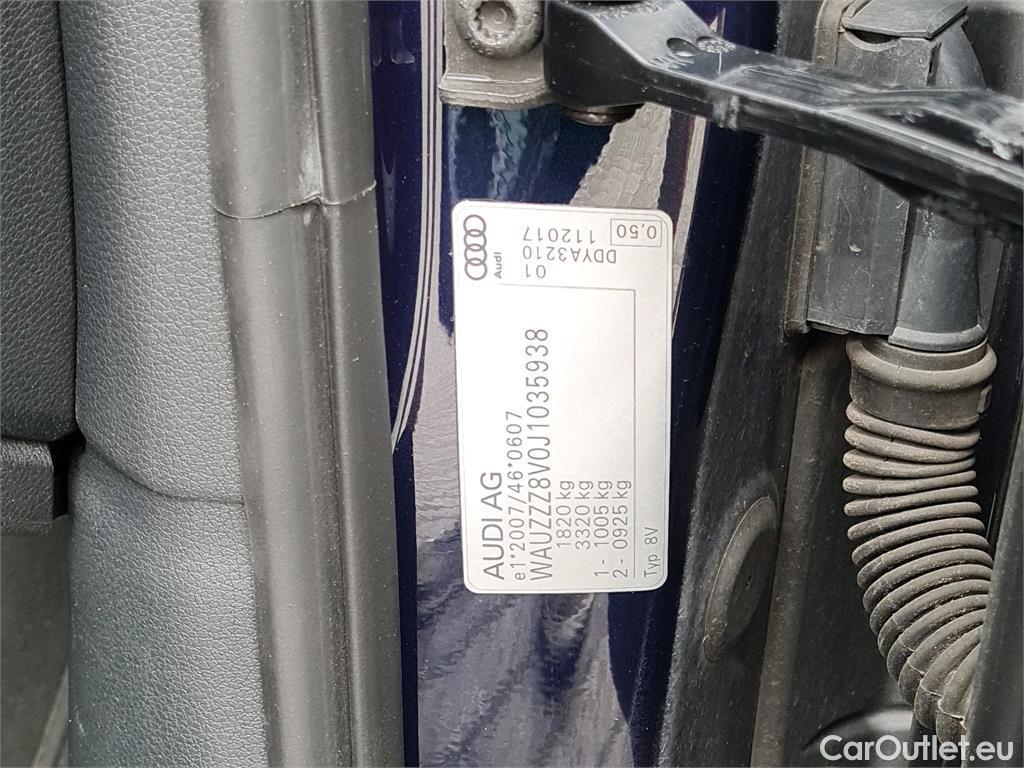 AUDI AG
e1*2007/46*0607
WAUZZZ8V0J1035938
1820 kg
3320 kg
1- 1005 kg
2- 0925 kg
Typ 8V
Audi
01
DDYA3210
112017
0,50
CarOutlet.eu